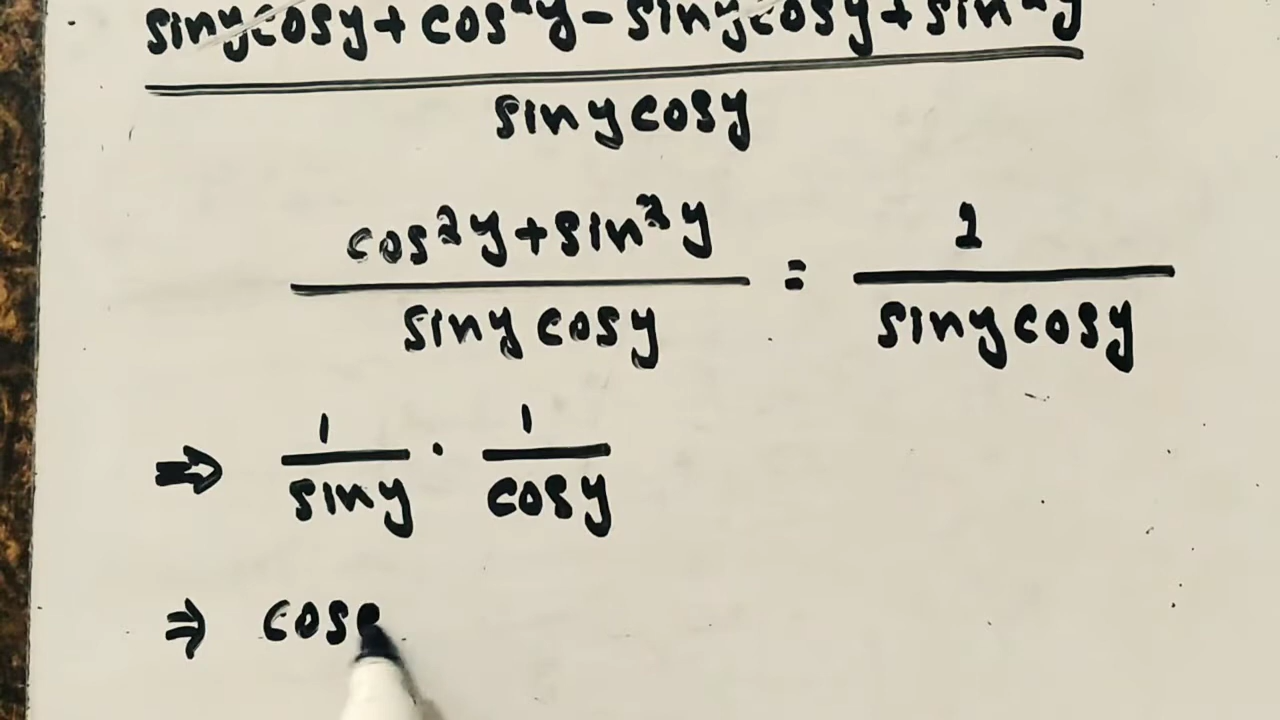 sinycosy + cos²y - sinycosy + sin²y
sinycosy
cos²y + sin²y = 1
sinycosy sinycosy
⇒ 1 . 1
siny cosy
⇒ cose